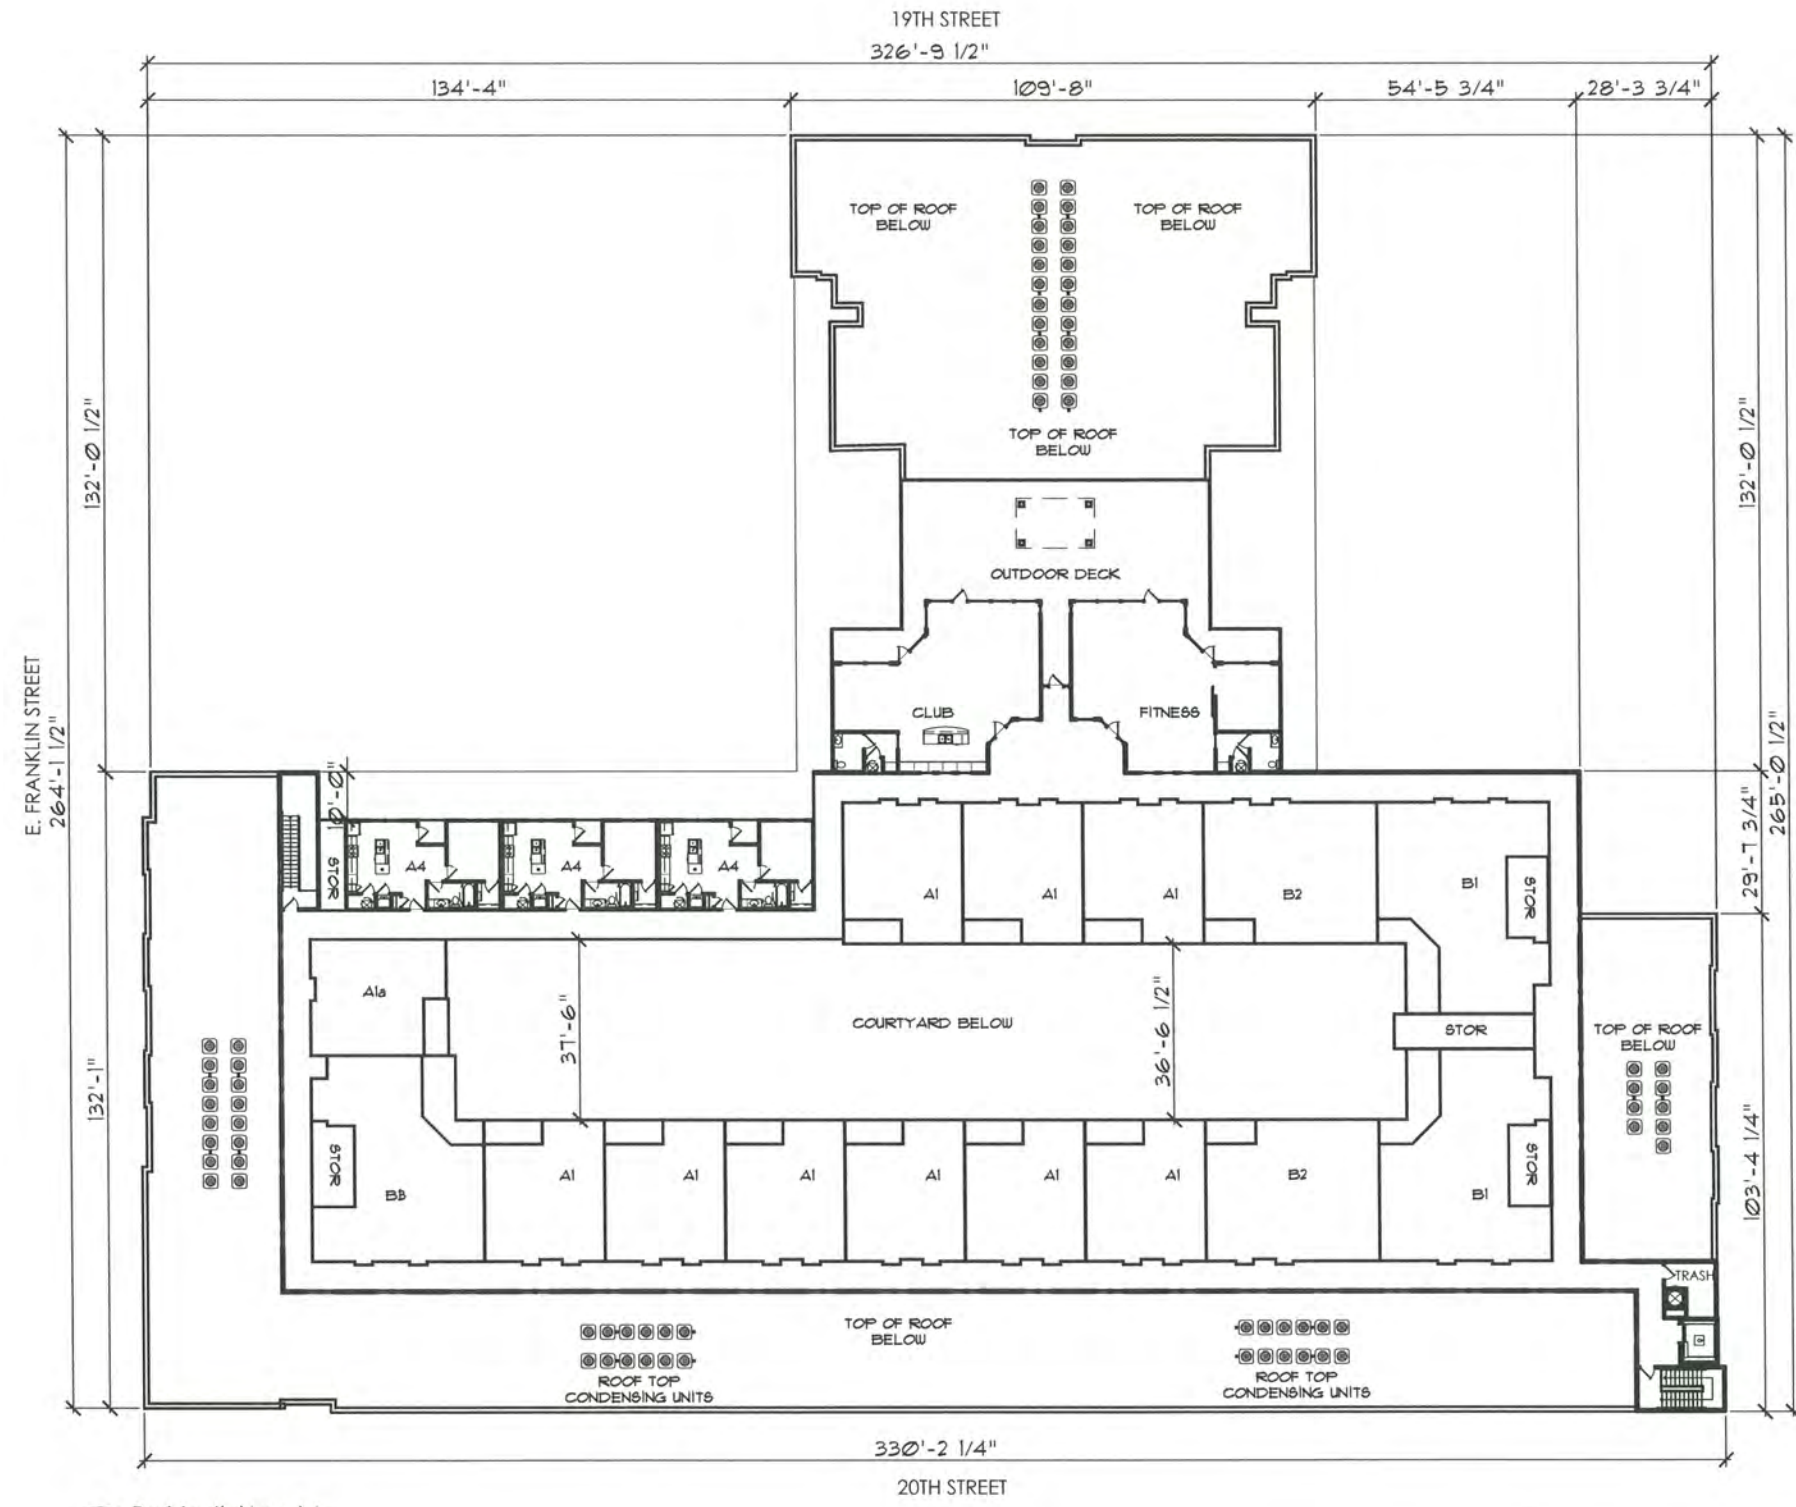 19TH STREET
326'-9 1/2"
134'-4"
109'-8"
54'-5 3/4"
28'-3 3/4"
TOP OF ROOF
BELOW
TOP OF ROOF
BELOW
TOP OF ROOF
BELOW
132'-0 1/2"
132'-0 1/2"
OUTDOOR DECK
CLUB
FITNESS
E. FRANKLIN STREET
264'-1 1/2"
265'-0 1/2"
10'-0"
STOR
A4
A4
A4
A1
A1
A1
B2
B1
STOR
29'-7 3/4"
A1a
37'-6"
COURTYARD BELOW
36'-6 1/2"
STOR
TOP OF ROOF
BELOW
132'-1"
103'-4 1/4"
STOR
BB
A1
A1
A1
A1
A1
A1
B2
B1
STOR
TRASH
TOP OF ROOF
BELOW
ROOF TOP
CONDENSING UNITS
ROOF TOP
CONDENSING UNITS
330'-2 1/4"
20TH STREET